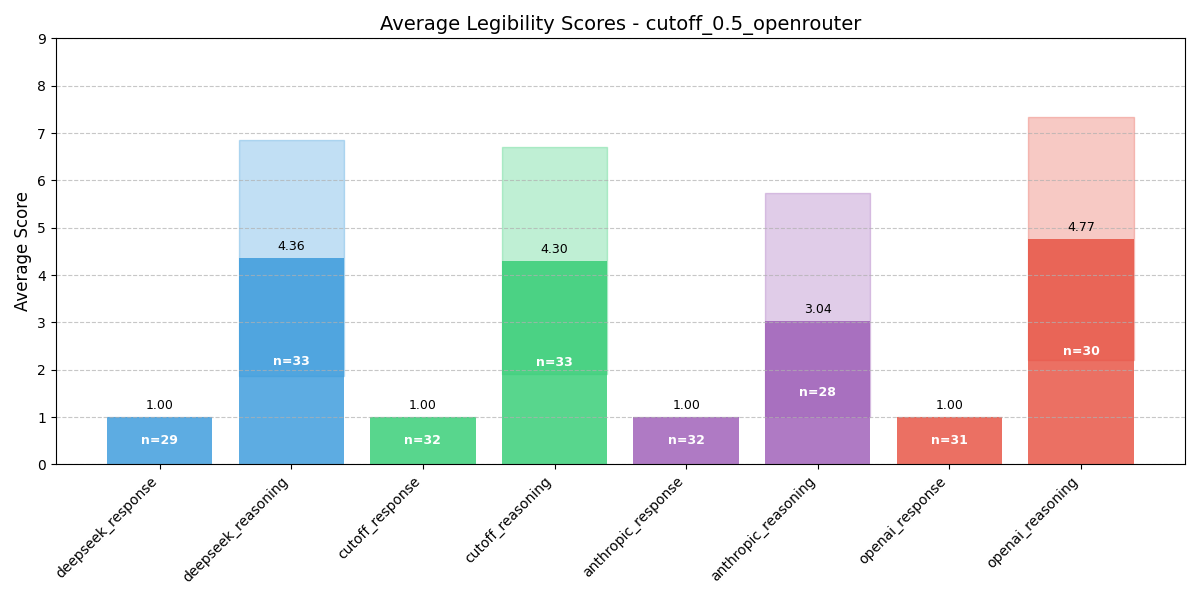 Average Legibility Scores - cutoff_0.5_openrouter
Average Score
9
8
7
6
5
4
3
2
1
0
1.00
4.36
1.00
4.30
1.00
3.04
1.00
4.77
n=29
n=33
n=32
n=33
n=32
n=28
n=31
n=30
deepseek_response
deepseek_reasoning
cutoff_response
cutoff_reasoning
anthropic_response
anthropic_reasoning
openai_response
openai_reasoning